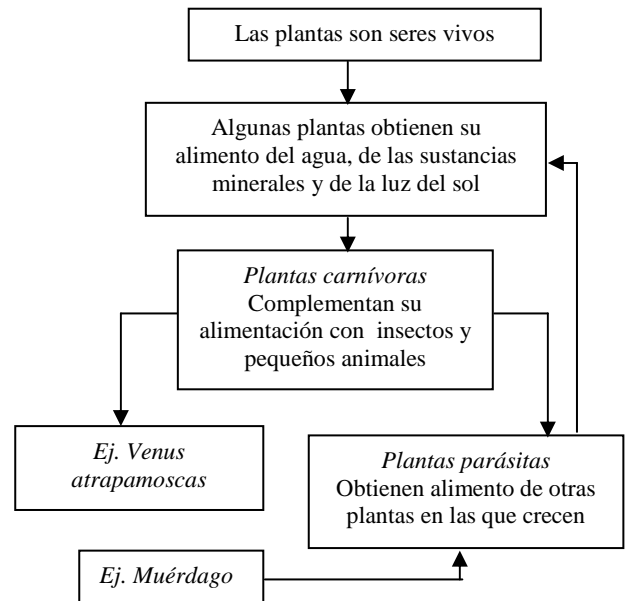 Las plantas son seres vivos
Algunas plantas obtienen su
alimento del agua, de las sustancias
minerales y de la luz del sol
Plantas carnívoras
Complementan su
alimentación con insectos y
pequeños animales
Ej. Venus
atrapamoscas
Plantas parásitas
Obtienen alimento de otras
plantas en las que crecen
Ej. Muérdago